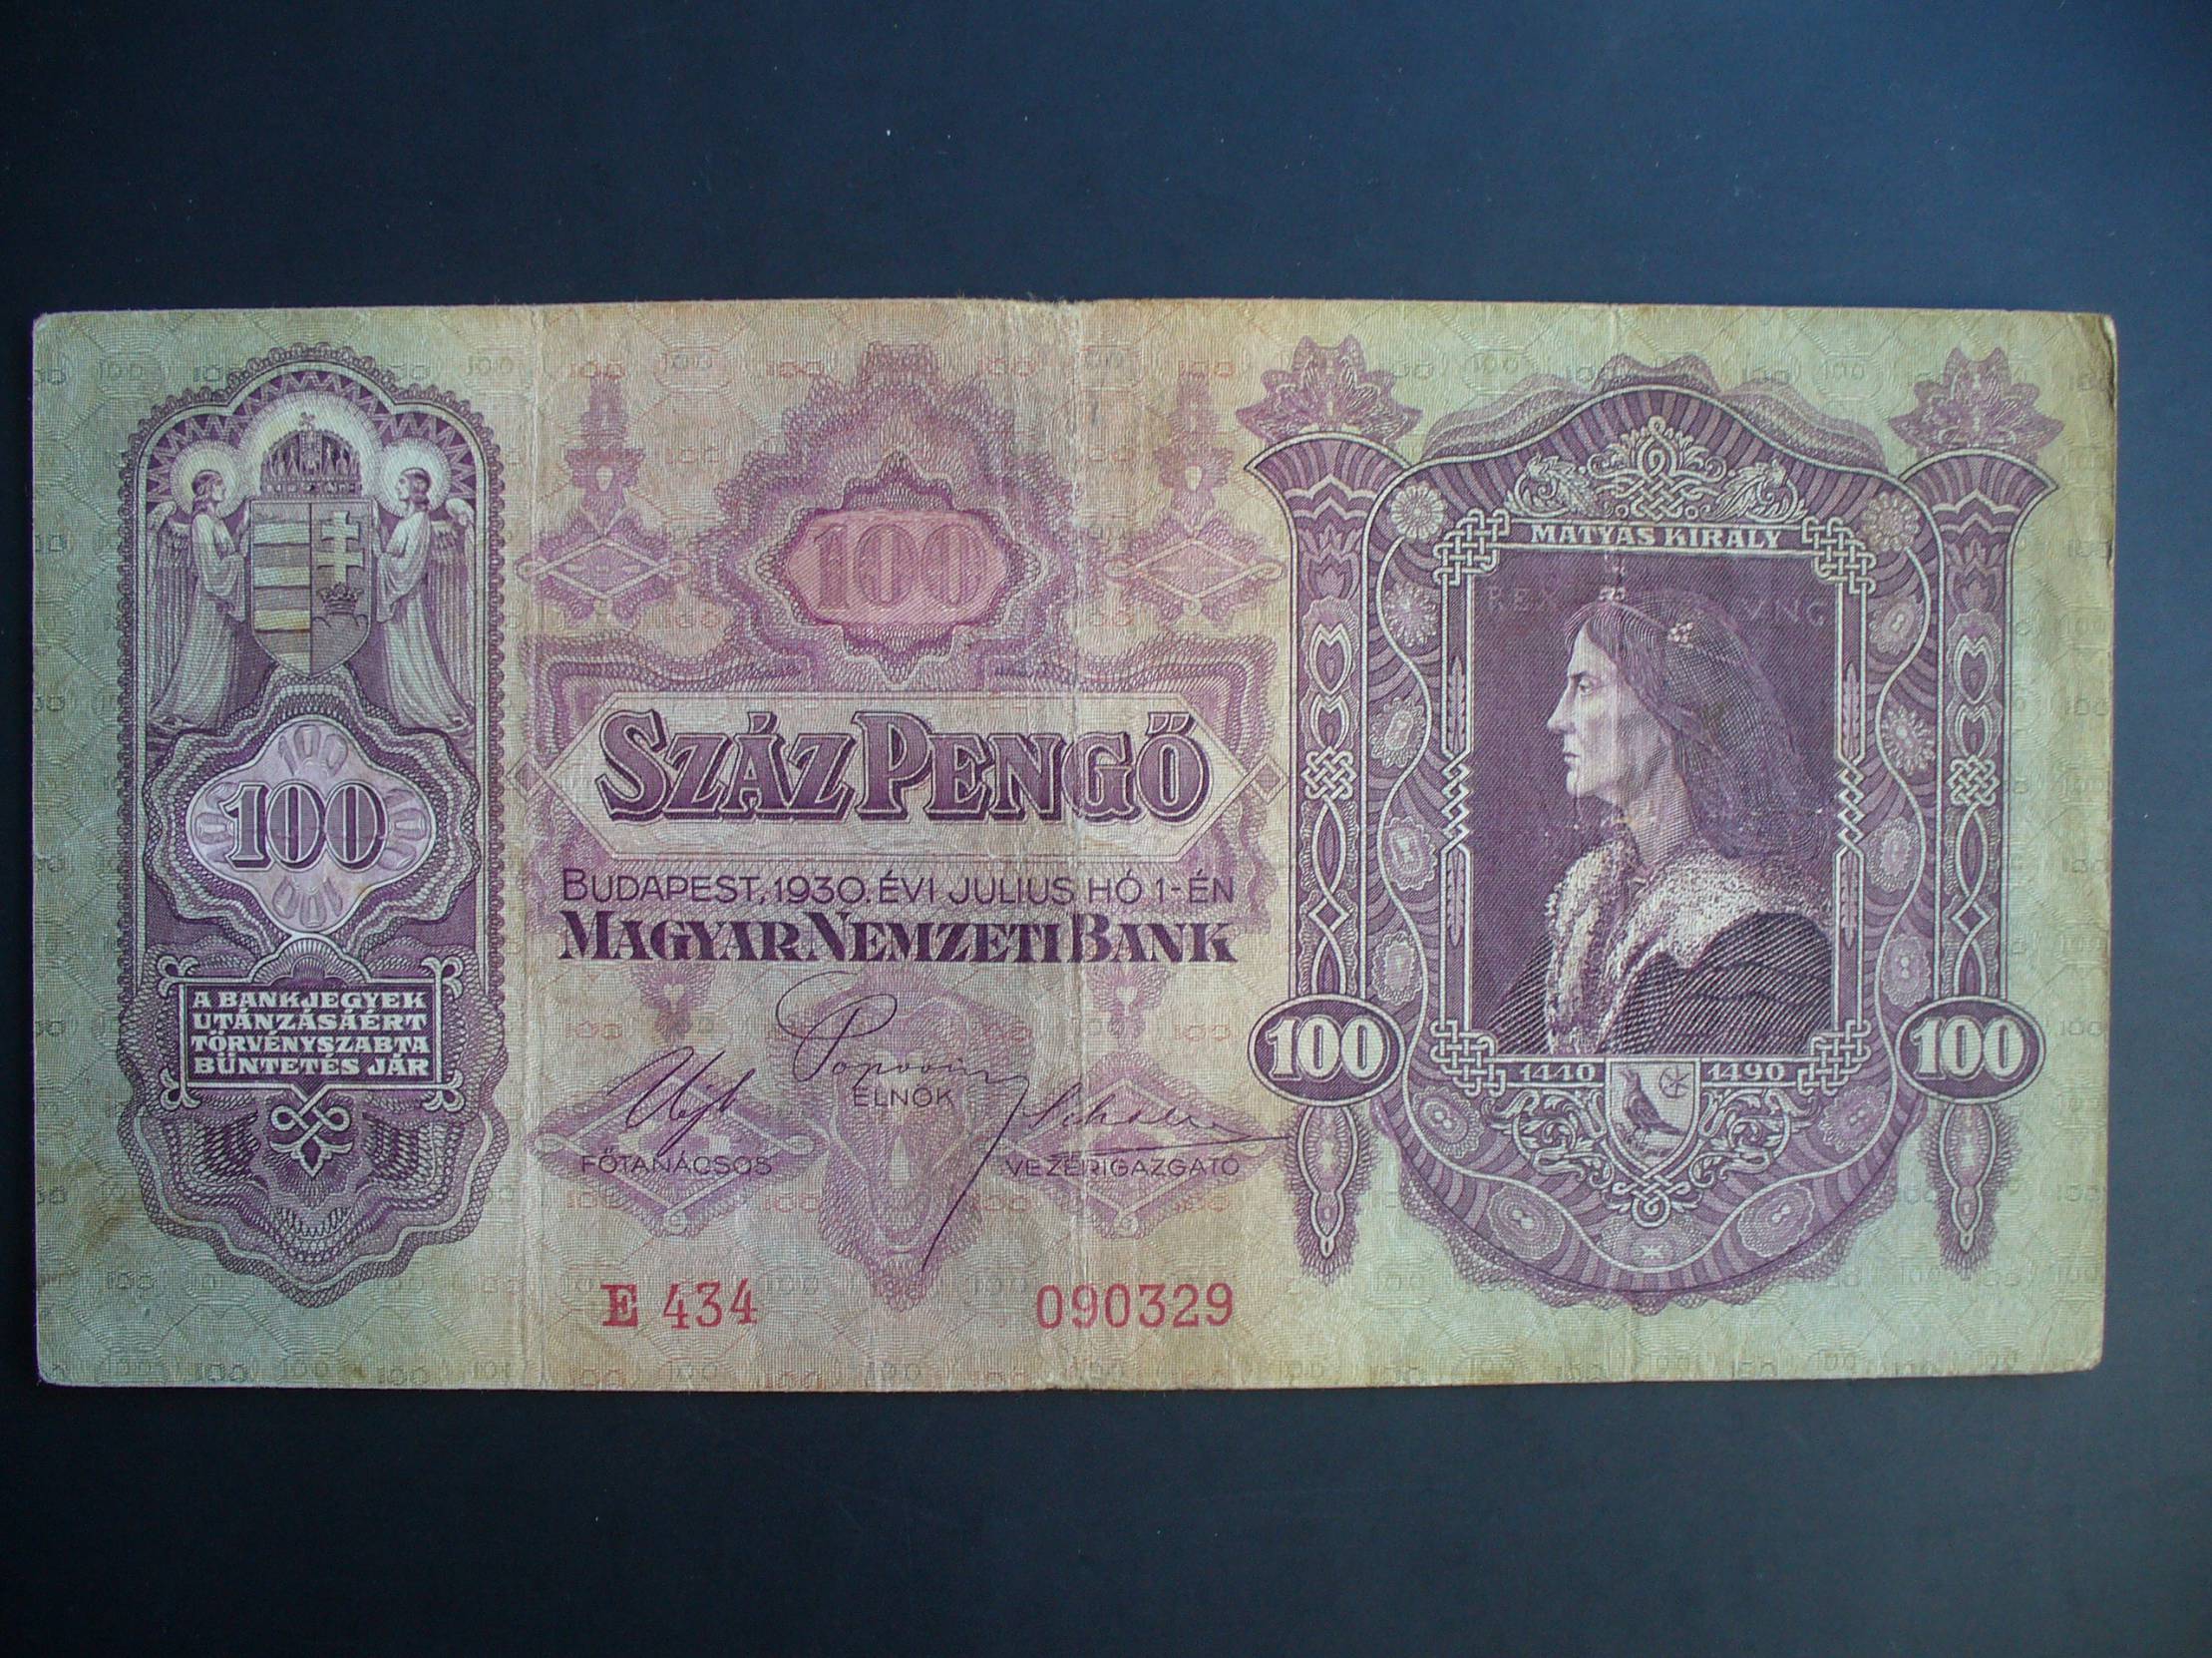 100
SZÁZ PENGŐ
100
BUDAPEST, 1930. ÉVI JULIUS HÓ 1-ÉN
MAGYAR NEMZETI BANK
A BANKJEGYEK
UTÁNZÁSÁÉRT
TÖRVÉNYSZABTA
BÜNTETÉS JÁR
ELNÖK
FŐTANÁCSOS
VEZÉRIGAZGATÓ
E 434
090329
MÁTYÁS KIRÁLY
100
100
1440
1490